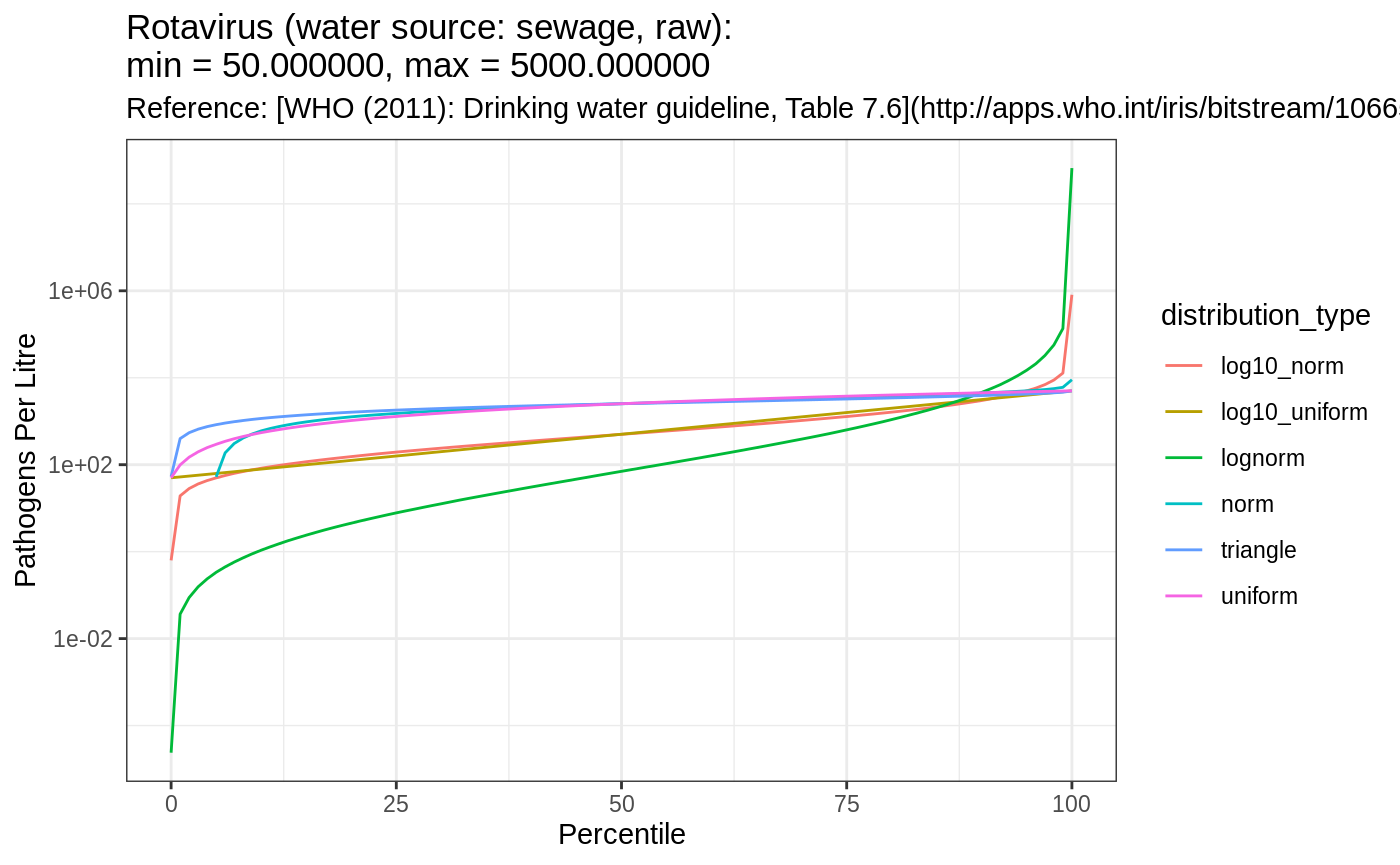 Rotavirus (water source: sewage, raw):
min = 50.000000, max = 5000.000000
Reference: [WHO (2011): Drinking water guideline, Table 7.6](http://apps.who.int/iris/bitstream/1066
Pathogens Per Litre
1e+06
1e+02
1e-02
0 25 50 75 100
Percentile
distribution_type
log10_norm
log10_uniform
lognorm
norm
triangle
uniform